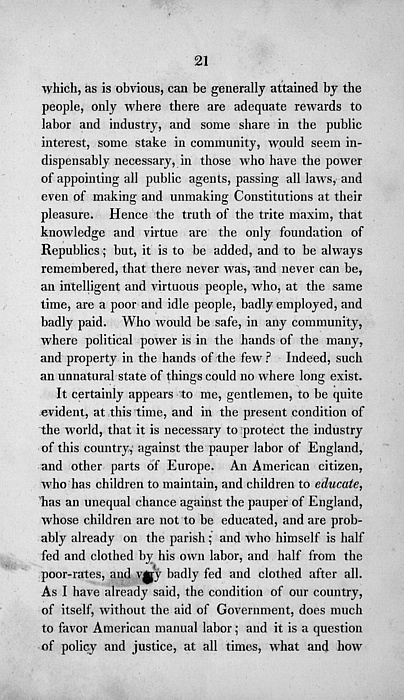 21
which, as is obvious, can be generally attained by the
people, only where there are adequate rewards to
labor and industry, and some share in the public
interest, some stake in community, would seem in-
dispensably necessary, in those who have the power
of appointing all public agents, passing all laws, and
even of making and unmaking Constitutions at their
pleasure. Hence the truth of the trite maxim, that
knowledge and virtue are the only foundation of
Republics; but, it is to be added, and to be always
remembered, that there never was, and never can be,
an intelligent and virtuous people, who, at the same
time, are a poor and idle people, badly employed, and
badly paid. Who would be safe, in any community,
where political power is in the hands of the many,
and property in the hands of the few? Indeed, such
an unnatural state of things could no where long exist.
It certainly appears to me, gentlemen, to be quite
evident, at this time, and in the present condition of
the world, that it is necessary to protect the industry
of this country, against the pauper labor of England,
and other parts of Europe. An American citizen,
who has children to maintain, and children to educate,
has an unequal chance against the pauper of England,
whose children are not to be educated, and are prob-
ably already on the parish; and who himself is half
fed and clothed by his own labor, and half from the
poor-rates, and very badly fed and clothed after all.
As I have already said, the condition of our country,
of itself, without the aid of Government, does much
to favor American manual labor; and it is a question
of policy and justice, at all times, what and how